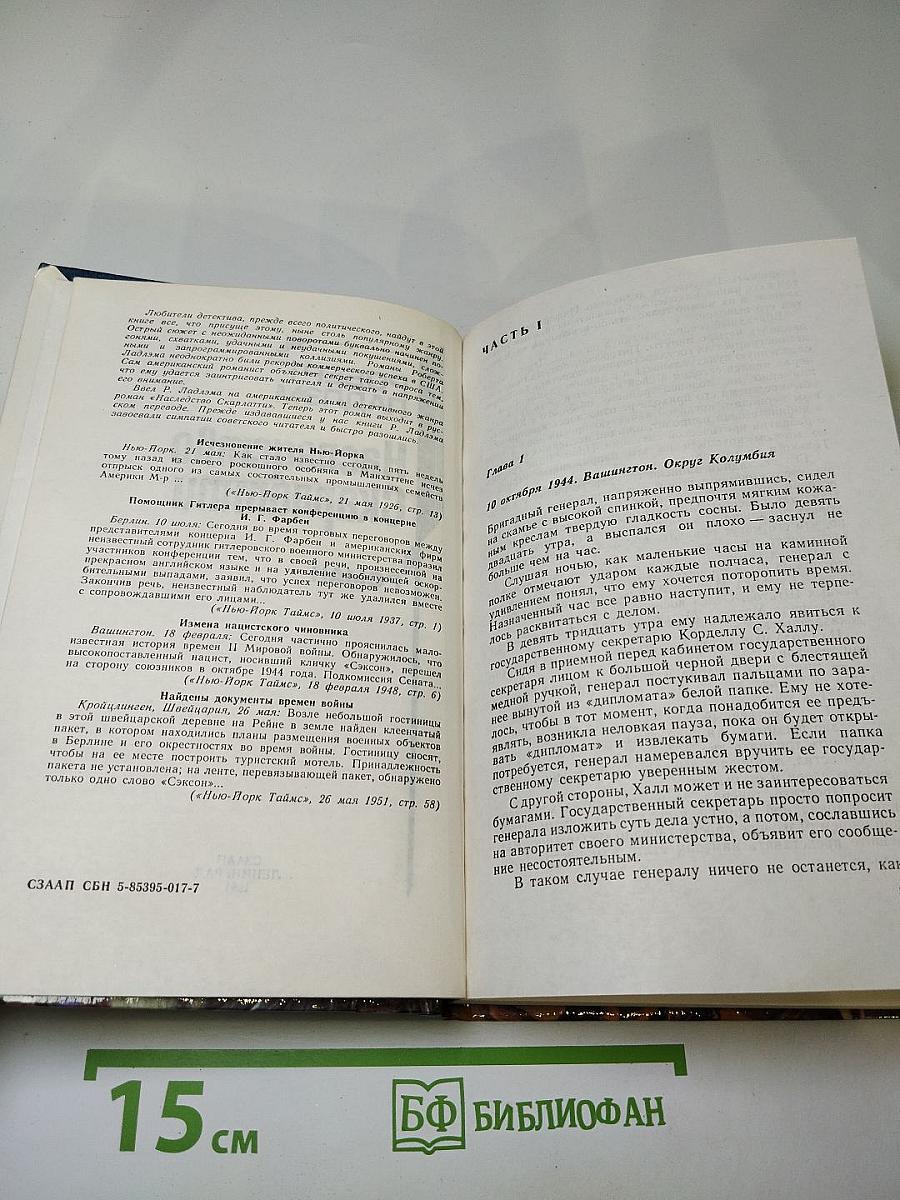 Любители детектива, прежде всего политического, найдут в этой
книге все, что присуще этому, ныне столь популярному жанру.
Острый сюжет с неожиданными поворотами буквально начинен по-
гонями, схватками, удачными и неудачными покушениями, слож-
ными и запрограммированными коллизиями. Романы Роберта
Ладлэма неоднократно били рекорды коммерческого успеха в США.
Сам американский романист объясняет секрет такого спроса тем,
что ему удается заинтриговать читателя и держать в напряжении
его внимание.
Ввел Р. Ладлэма на американский олимп детективного жанра
роман «Наследство Скарлатти». Теперь этот роман выходит в рус-
ском переводе. Прежде издававшиеся у нас книги Р. Ладлэма
завоевали симпатии советского читателя и быстро разошлись.
Исчезновение жителя Нью-Йорка
Нью-Йорк. 21 мая: Как стало известно сегодня, пять недель
тому назад из своего роскошного особняка в Манхэттене исчез
отпрыск одного из самых состоятельных промышленных семейств
Америки М-р ...
(«Нью-Йорк Таймс», 21 мая 1926, стр. 13)
Помощник Гитлера прерывает конференцию в концерне
И. Г. Фарбен
Берлин. 10 июля: Сегодня во время торговых переговоров между
представителями концерна И. Г. Фарбен и американских фирм
неизвестный сотрудник гитлеровского военного министерства поразил
участников конференции тем, что в своей речи, произнесенной на
прекрасном английском языке и на удивление изобилующей оскор-
бительными выпадами, заявил, что успех переговоров невозможен.
Закончив речь, неизвестный наблюдатель тут же удалился вместе
с сопровождавшими его лицами...
(«Нью-Йорк Таймс», 10 июля 1937, стр. 1)
Измена нацистского чиновника
Вашингтон. 18 февраля: Сегодня частично прояснилась мало-
известная история времен II Мировой войны. Обнаружилось, что
высокопоставленный нацист, носивший кличку «Сэксон», перешел
на сторону союзников в октябре 1944 года. Подкомиссия Сената...
(«Нью-Йорк Таймс», 18 февраля 1948, стр. 6)
Найдены документы времен войны
Кройцлинген, Швейцария, 26 мая: Возле небольшой гостиницы
в этой швейцарской деревне на Рейне в земле найден клеенчатый
пакет, в котором находились планы размещения военных объектов
в Берлине и его окрестностях во время войны. Гостиницу сносят,
чтобы на ее месте построить туристский мотель. Принадлежность
пакета не установлена; на ленте, перевязывающей пакет, обнаружено
только одно слово «Сэксон»...
(«Нью-Йорк Таймс», 26 мая 1951, стр. 58)
СЗААП СБН 5-85395-017-7
ЧАСТЬ I
Глава 1
10 октября 1944. Вашингтон. Округ Колумбия
Бригадный генерал, напряженно выпрямившись, сидел
на скамье с высокой спинкой, предпочтя мягким кожа-
ным креслам твердую гладкость сосны. Было девять
двадцать утра, а выспался он плохо — заснул не
больше чем на час.
Слушая ночью, как маленькие часы на каминной
полке отмечают ударом каждые полчаса, генерал с
удивлением понял, что ему хочется поторопить время.
Назначенный час все равно наступит, и ему не терпе-
лось расквитаться с делом.
В девять тридцать утра ему надлежало явиться к
государственному секретарю Корделлу С. Халлу.
Сидя в приемной перед кабинетом государственного
секретаря лицом к большой черной двери с блестящей
медной ручкой, генерал постукивал пальцами по зара-
нее вынутой из «дипломата» белой папке. Ему не хоте-
лось, чтобы в тот момент, когда понадобится ее предъ-
являть, возникла неловкая пауза, пока он будет откры-
вать «дипломат» и извлекать бумаги. Если папка
потребуется, генерал намеревался вручить ее государ-
ственному секретарю уверенным жестом.
С другой стороны, Халл может и не заинтересоваться
бумагами. Государственный секретарь просто попросит
генерала изложить суть дела устно, а потом, сославшись
на авторитет своего министерства, объявит его сообще-
ние несостоятельным.
В таком случае генералу ничего не останется, как
15 см
БФ БИБЛИОФАН